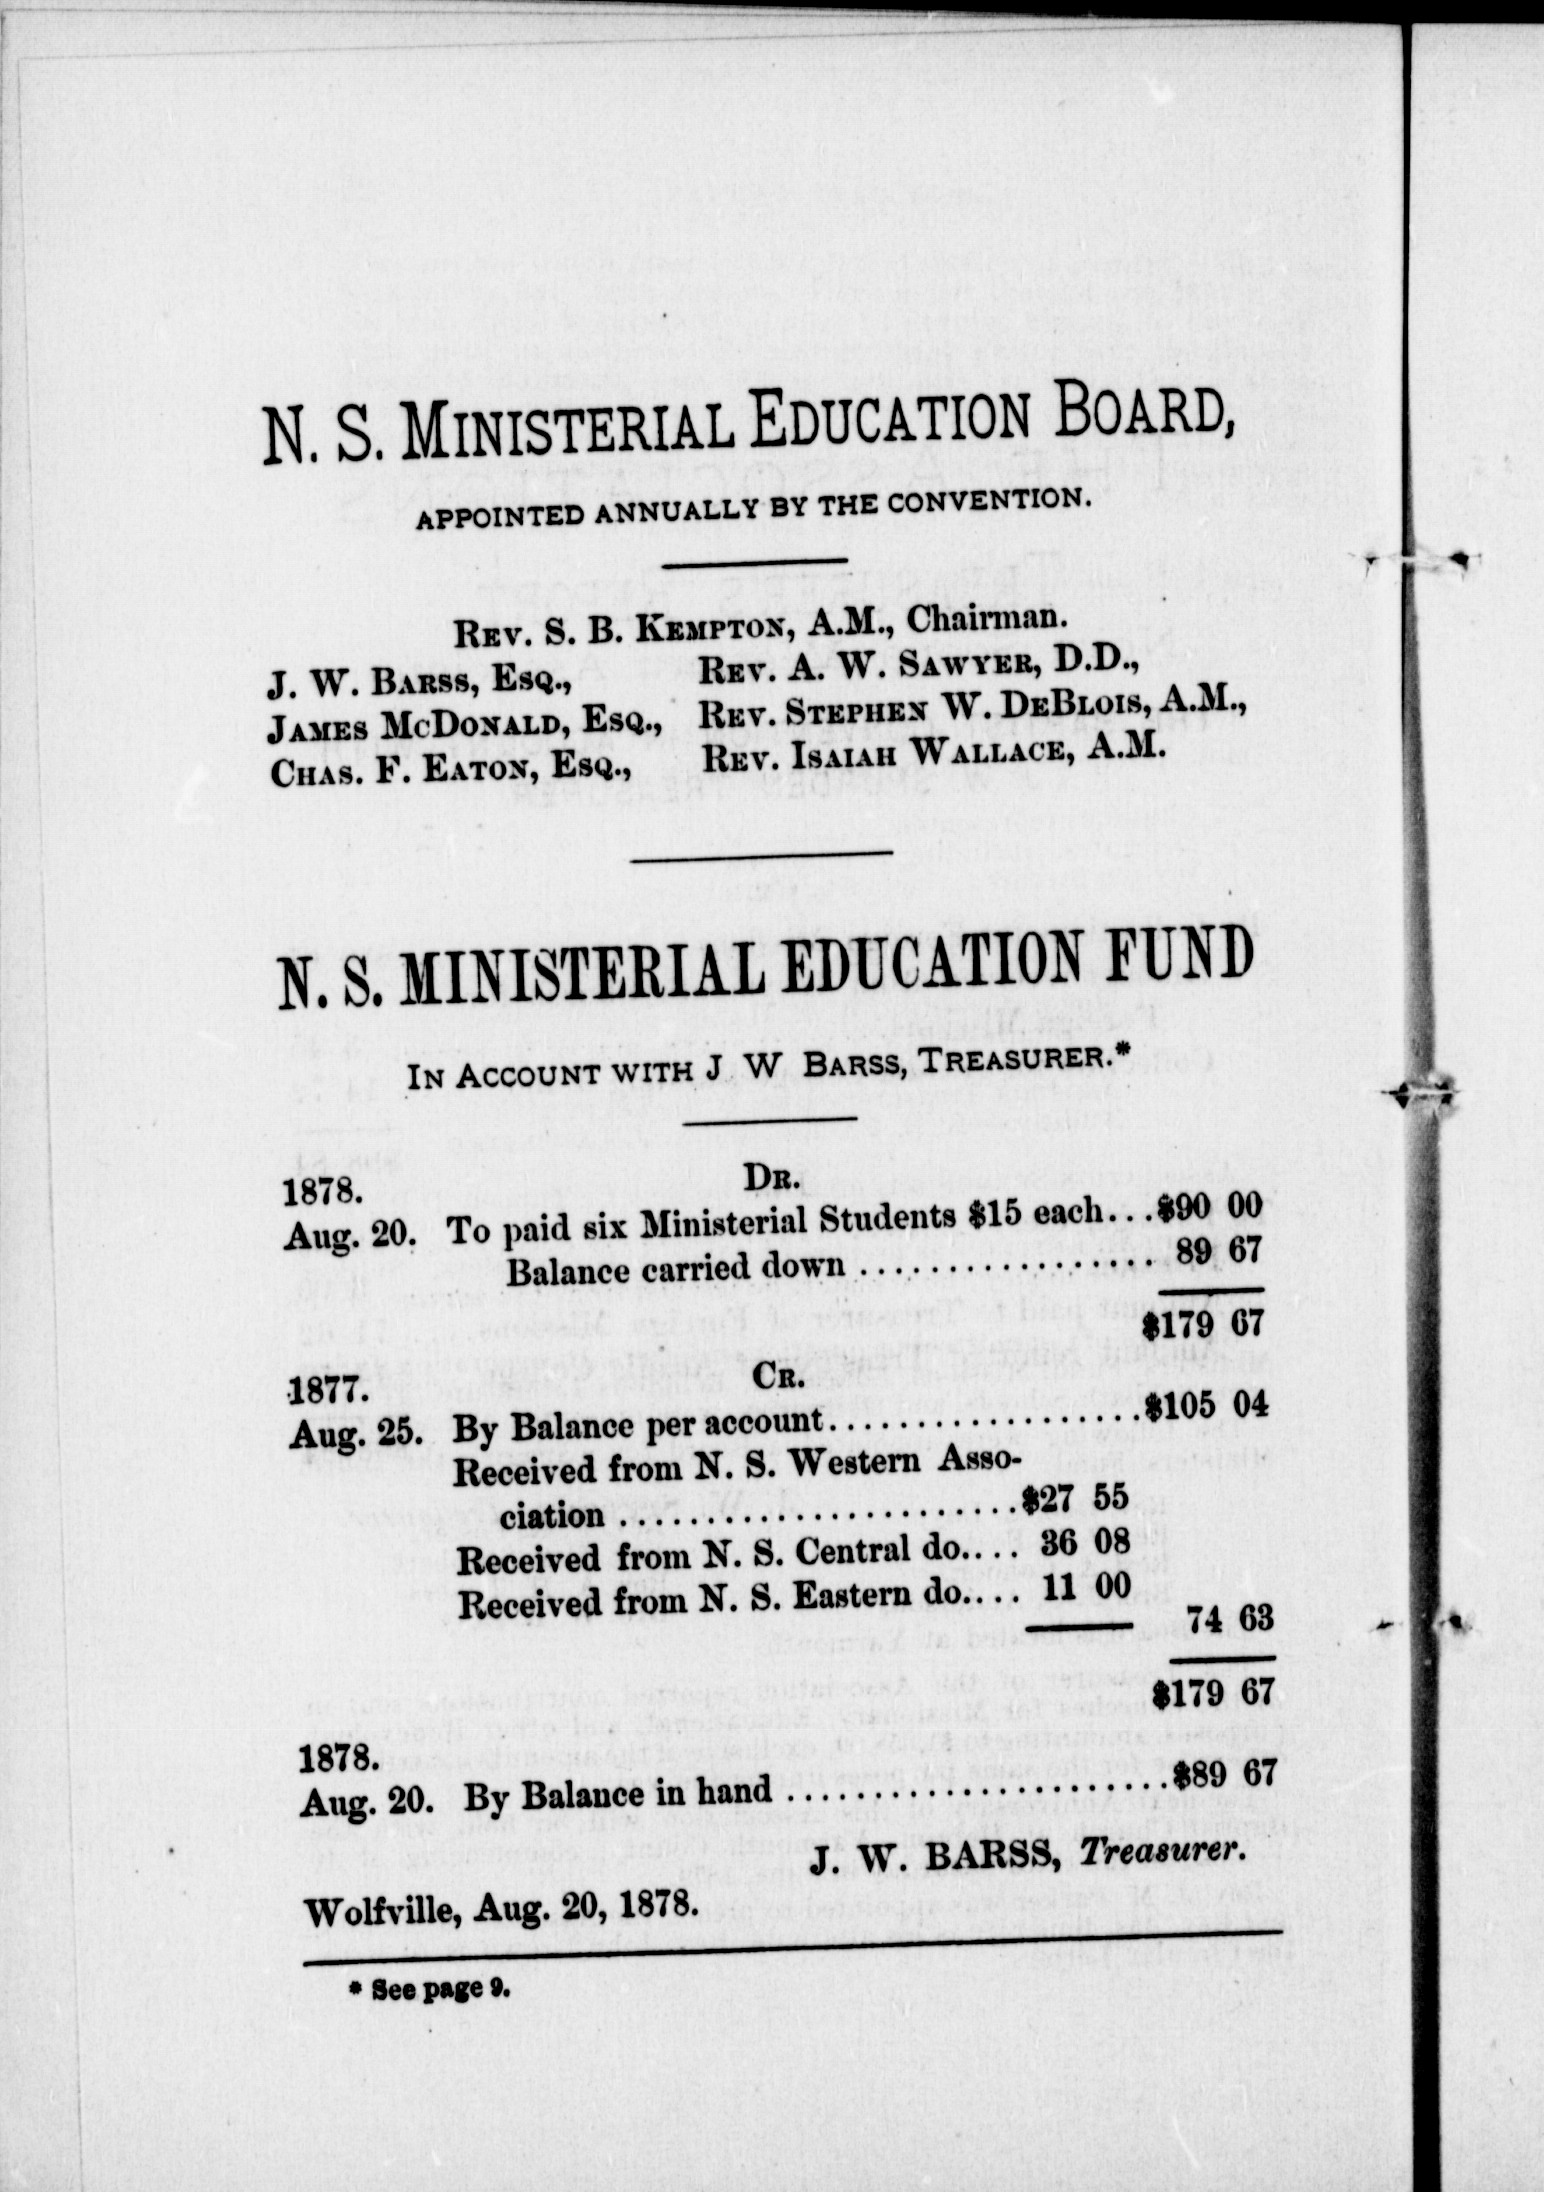 N. S. MINISTERIAL EDUCATION BOARD,
APPOINTED ANNUALLY BY THE CONVENTION.
REV. S. B. KEMPTON, A.M., Chairman.
J. W. BARSS, ESQ., REV. A. W. SAWYER, D.D.,
JAMES MCDONALD, ESQ., REV. STEPHEN W. DEBLOIS, A.M.,
CHAS. F. EATON, ESQ., REV. ISAIAH WALLACE, A.M.
N. S. MINISTERIAL EDUCATION FUND
IN ACCOUNT WITH J W BARSS, TREASURER.*
1878. DR.
Aug. 20. To paid six Ministerial Students $15 each...$90 00
Balance carried down ................. 89 67
$179 67
1877. CR.
Aug. 25. By Balance per account..................$105 04
Received from N. S. Western Asso-
ciation .......................$27 55
Received from N. S. Central do.... 36 08
Received from N. S. Eastern do.... 11 00
74 63
$179 67
1878.
Aug. 20. By Balance in hand ......................$89 67
J. W. BARSS, Treasurer.
Wolfville, Aug. 20, 1878.
* See page 9.